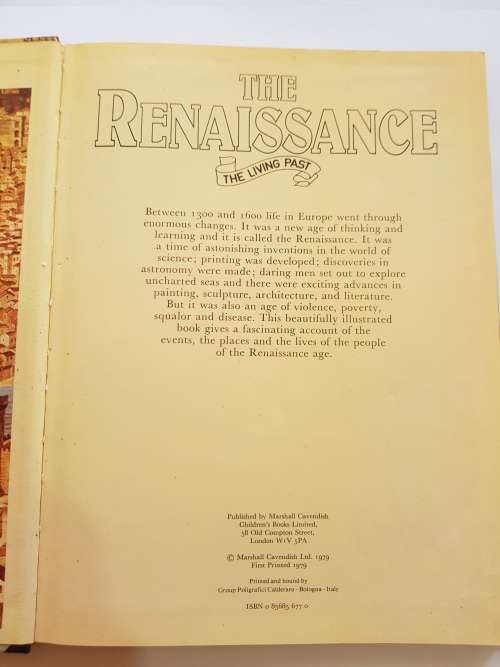 THE
RENAISSANCE
THE LIVING PAST
Between 1300 and 1600 life in Europe went through
enormous changes. It was a new age of thinking and
learning and it is called the Renaissance. It was
a time of astonishing inventions in the world of
science; printing was developed; discoveries in
astronomy were made; daring men set out to explore
uncharted seas and there were exciting advances in
painting, sculpture, architecture, and literature.
But it was also an age of violence, poverty,
squalor and disease. This beautifully illustrated
book gives a fascinating account of the
events, the places and the lives of the people
of the Renaissance age.
Published by Marshall Cavendish
Children's Books Limited,
58 Old Compton Street,
London W1V 5PA
© Marshall Cavendish Ltd. 1979
First Printed 1979
Printed and bound by
Group Poligrafici Calderara - Bologna - Italy
ISBN 0 85685 677 0